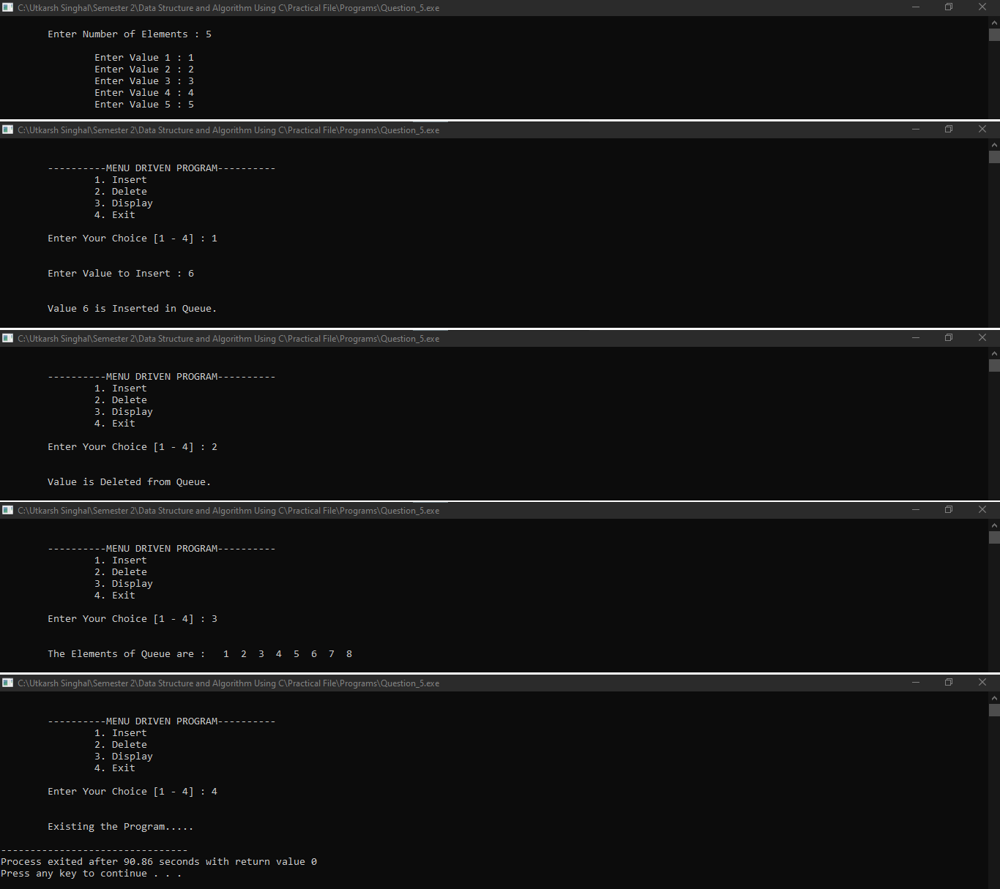 C:\Utkarsh Singhal\Semester 2\Data Structure and Algorithm Using C\Practical File\Programs\Question_5.exe
Enter Number of Elements : 5
Enter Value 1 : 1
Enter Value 2 : 2
Enter Value 3 : 3
Enter Value 4 : 4
Enter Value 5 : 5
C:\Utkarsh Singhal\Semester 2\Data Structure and Algorithm Using C\Practical File\Programs\Question_5.exe
----------MENU DRIVEN PROGRAM----------
1. Insert
2. Delete
3. Display
4. Exit
Enter Your Choice [1 - 4] : 1
Enter Value to Insert : 6
Value 6 is Inserted in Queue.
C:\Utkarsh Singhal\Semester 2\Data Structure and Algorithm Using C\Practical File\Programs\Question_5.exe
----------MENU DRIVEN PROGRAM----------
1. Insert
2. Delete
3. Display
4. Exit
Enter Your Choice [1 - 4] : 2
Value is Deleted from Queue.
C:\Utkarsh Singhal\Semester 2\Data Structure and Algorithm Using C\Practical File\Programs\Question_5.exe
----------MENU DRIVEN PROGRAM----------
1. Insert
2. Delete
3. Display
4. Exit
Enter Your Choice [1 - 4] : 3
The Elements of Queue are :   1  2  3  4  5  6  7  8
C:\Utkarsh Singhal\Semester 2\Data Structure and Algorithm Using C\Practical File\Programs\Question_5.exe
----------MENU DRIVEN PROGRAM----------
1. Insert
2. Delete
3. Display
4. Exit
Enter Your Choice [1 - 4] : 4
Existing the Program.....
--------------------------------
Process exited after 90.86 seconds with return value 0
Press any key to continue . . .